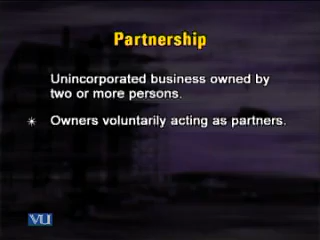 Partnership
Unincorporated business owned by
two or more persons.
✶ Owners voluntarily acting as partners.
VU